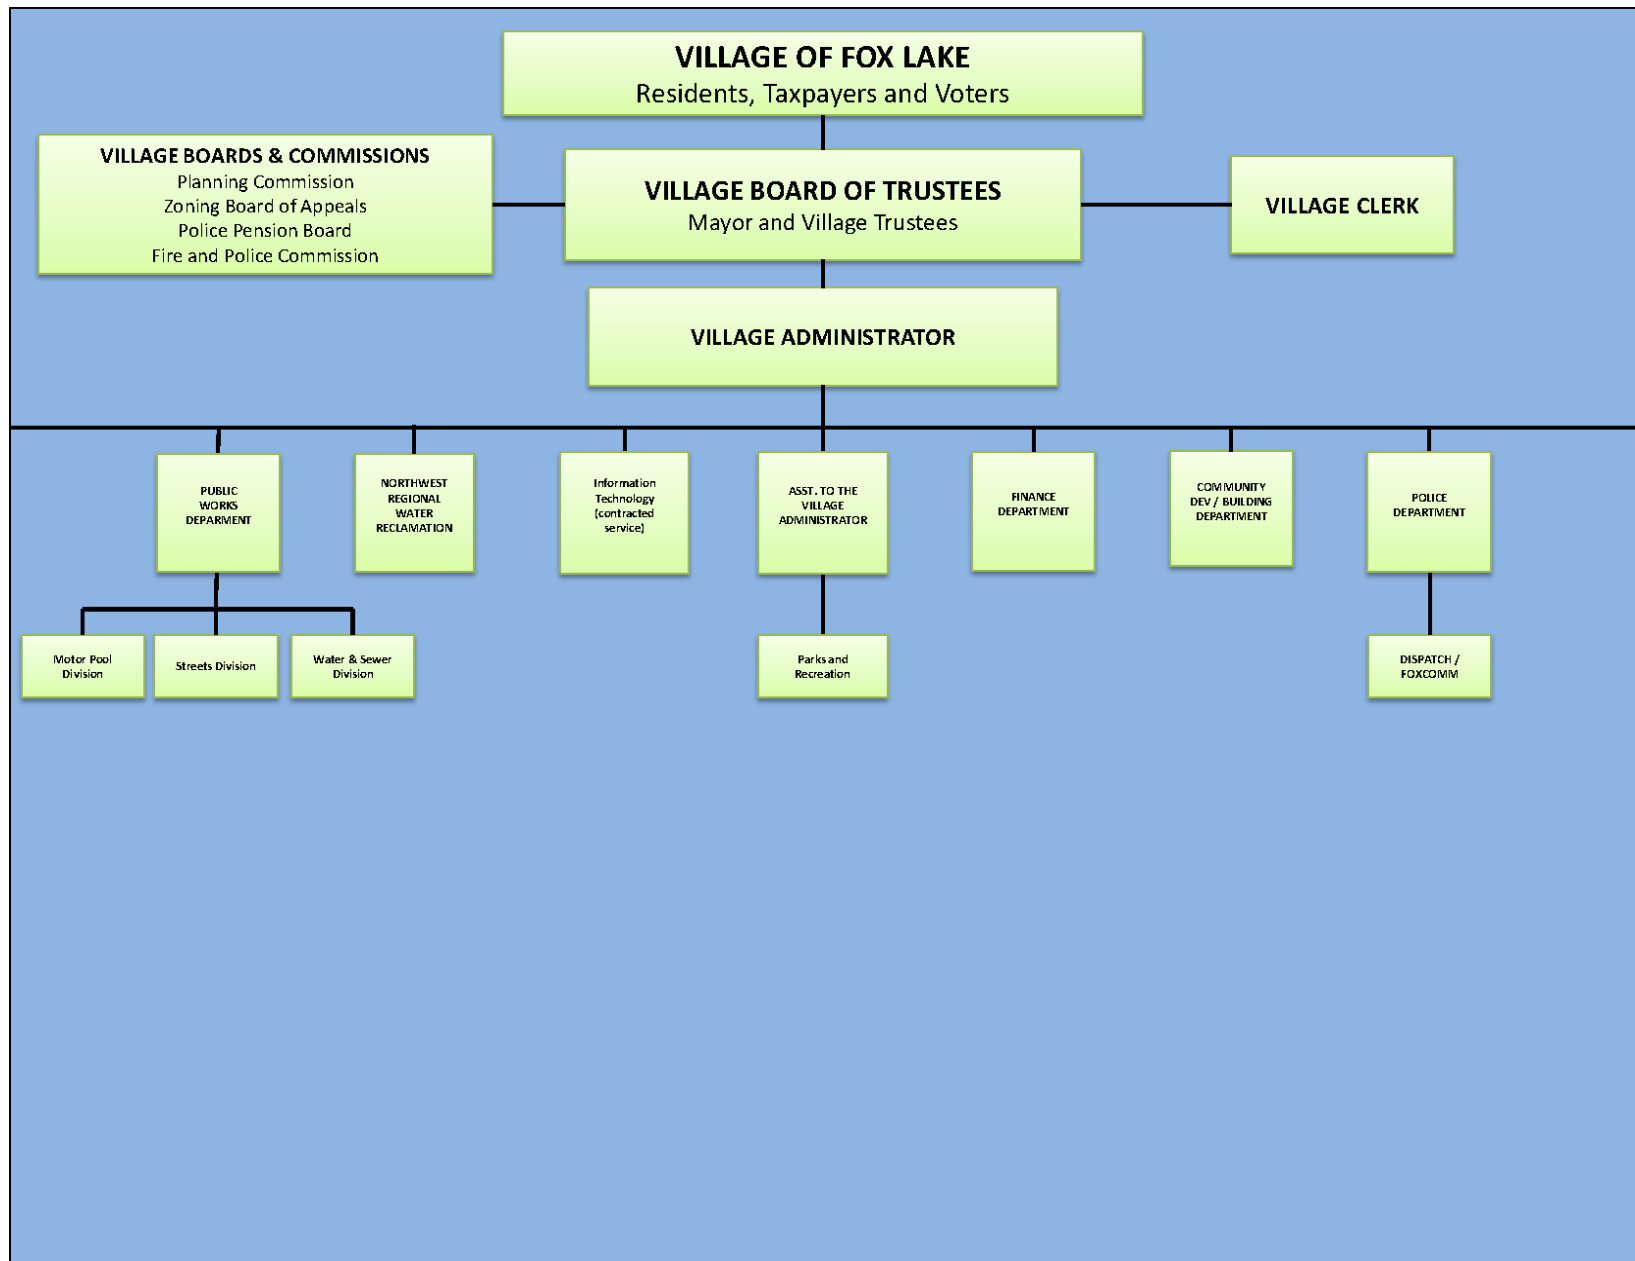 VILLAGE OF FOX LAKE
Residents, Taxpayers and Voters
VILLAGE BOARDS & COMMISSIONS
Planning Commission
Zoning Board of Appeals
Police Pension Board
Fire and Police Commission
VILLAGE BOARD OF TRUSTEES
Mayor and Village Trustees
VILLAGE CLERK
VILLAGE ADMINISTRATOR
PUBLIC
WORKS
DEPARMENT
NORTHWEST
REGIONAL
WATER
RECLAMATION
Information
Technology
(contracted
service)
ASST. TO THE
VILLAGE
ADMINISTRATOR
FINANCE
DEPARTMENT
COMMUNITY
DEV / BUILDING
DEPARTMENT
POLICE
DEPARTMENT
Motor Pool
Division
Streets Division
Water & Sewer
Division
Parks and
Recreation
DISPATCH /
FOXCOMM